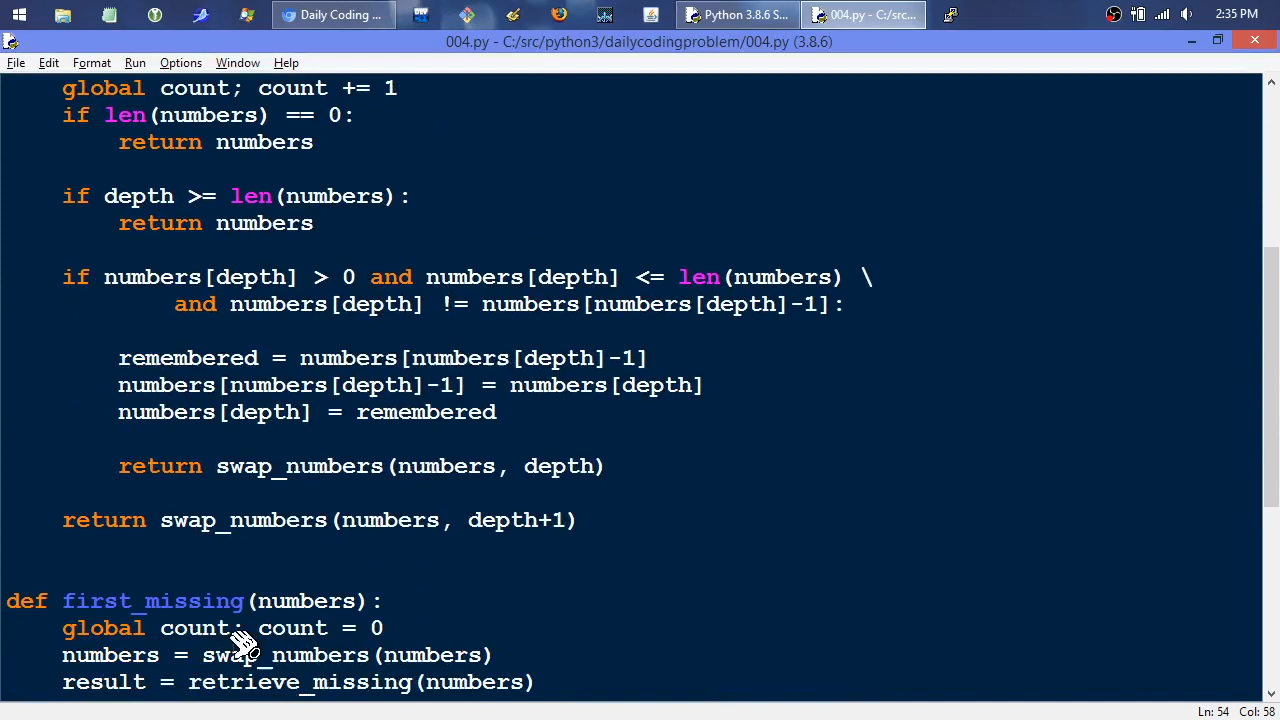 Daily Coding ...
Python 3.8.6 S...
004.py - C:/src...
2:35 PM
004.py - C:/src/python3/dailycodingproblem/004.py (3.8.6)
File Edit Format Run Options Window Help
global count; count += 1
if len(numbers) == 0:
return numbers
if depth >= len(numbers):
return numbers
if numbers[depth] > 0 and numbers[depth] <= len(numbers) \
and numbers[depth] != numbers[numbers[depth]-1]:
remembered = numbers[numbers[depth]-1]
numbers[numbers[depth]-1] = numbers[depth]
numbers[depth] = remembered
return swap_numbers(numbers, depth)
return swap_numbers(numbers, depth+1)
def first_missing(numbers):
global count; count = 0
numbers = swap_numbers(numbers)
result = retrieve_missing(numbers)
Ln: 54 Col: 58